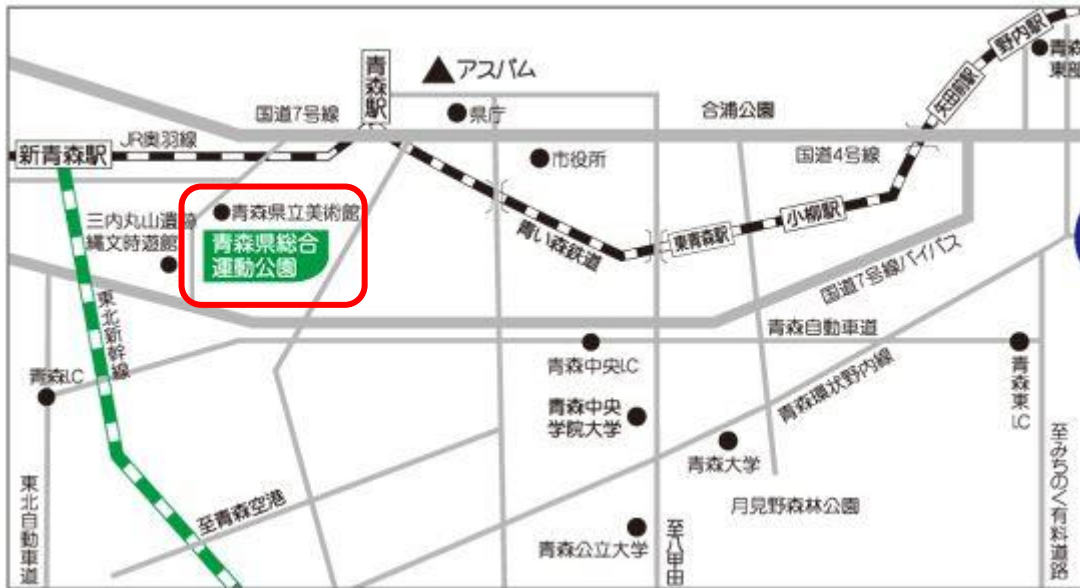 野内駅
青森
東部
アスパム
青森駅
矢田前駅
国道7号線
県庁
合浦公園
JR奥羽線
新青森駅
市役所
国道4号線
青森県立美術館
三内丸山遺跡
縄文時遊館
小柳駅
東青森駅
青い森鉄道
青森県総合
運動公園
国道7号線バイパス
東北新幹線
青森自動車道
青森中央I.C
青森I.C
青森環状野内線
青森東I.C
青森中央
学院大学
青森大学
至みちのく有料道路
東北自動車道
至青森空港
月見野森林公園
青森公立大学
至八甲田